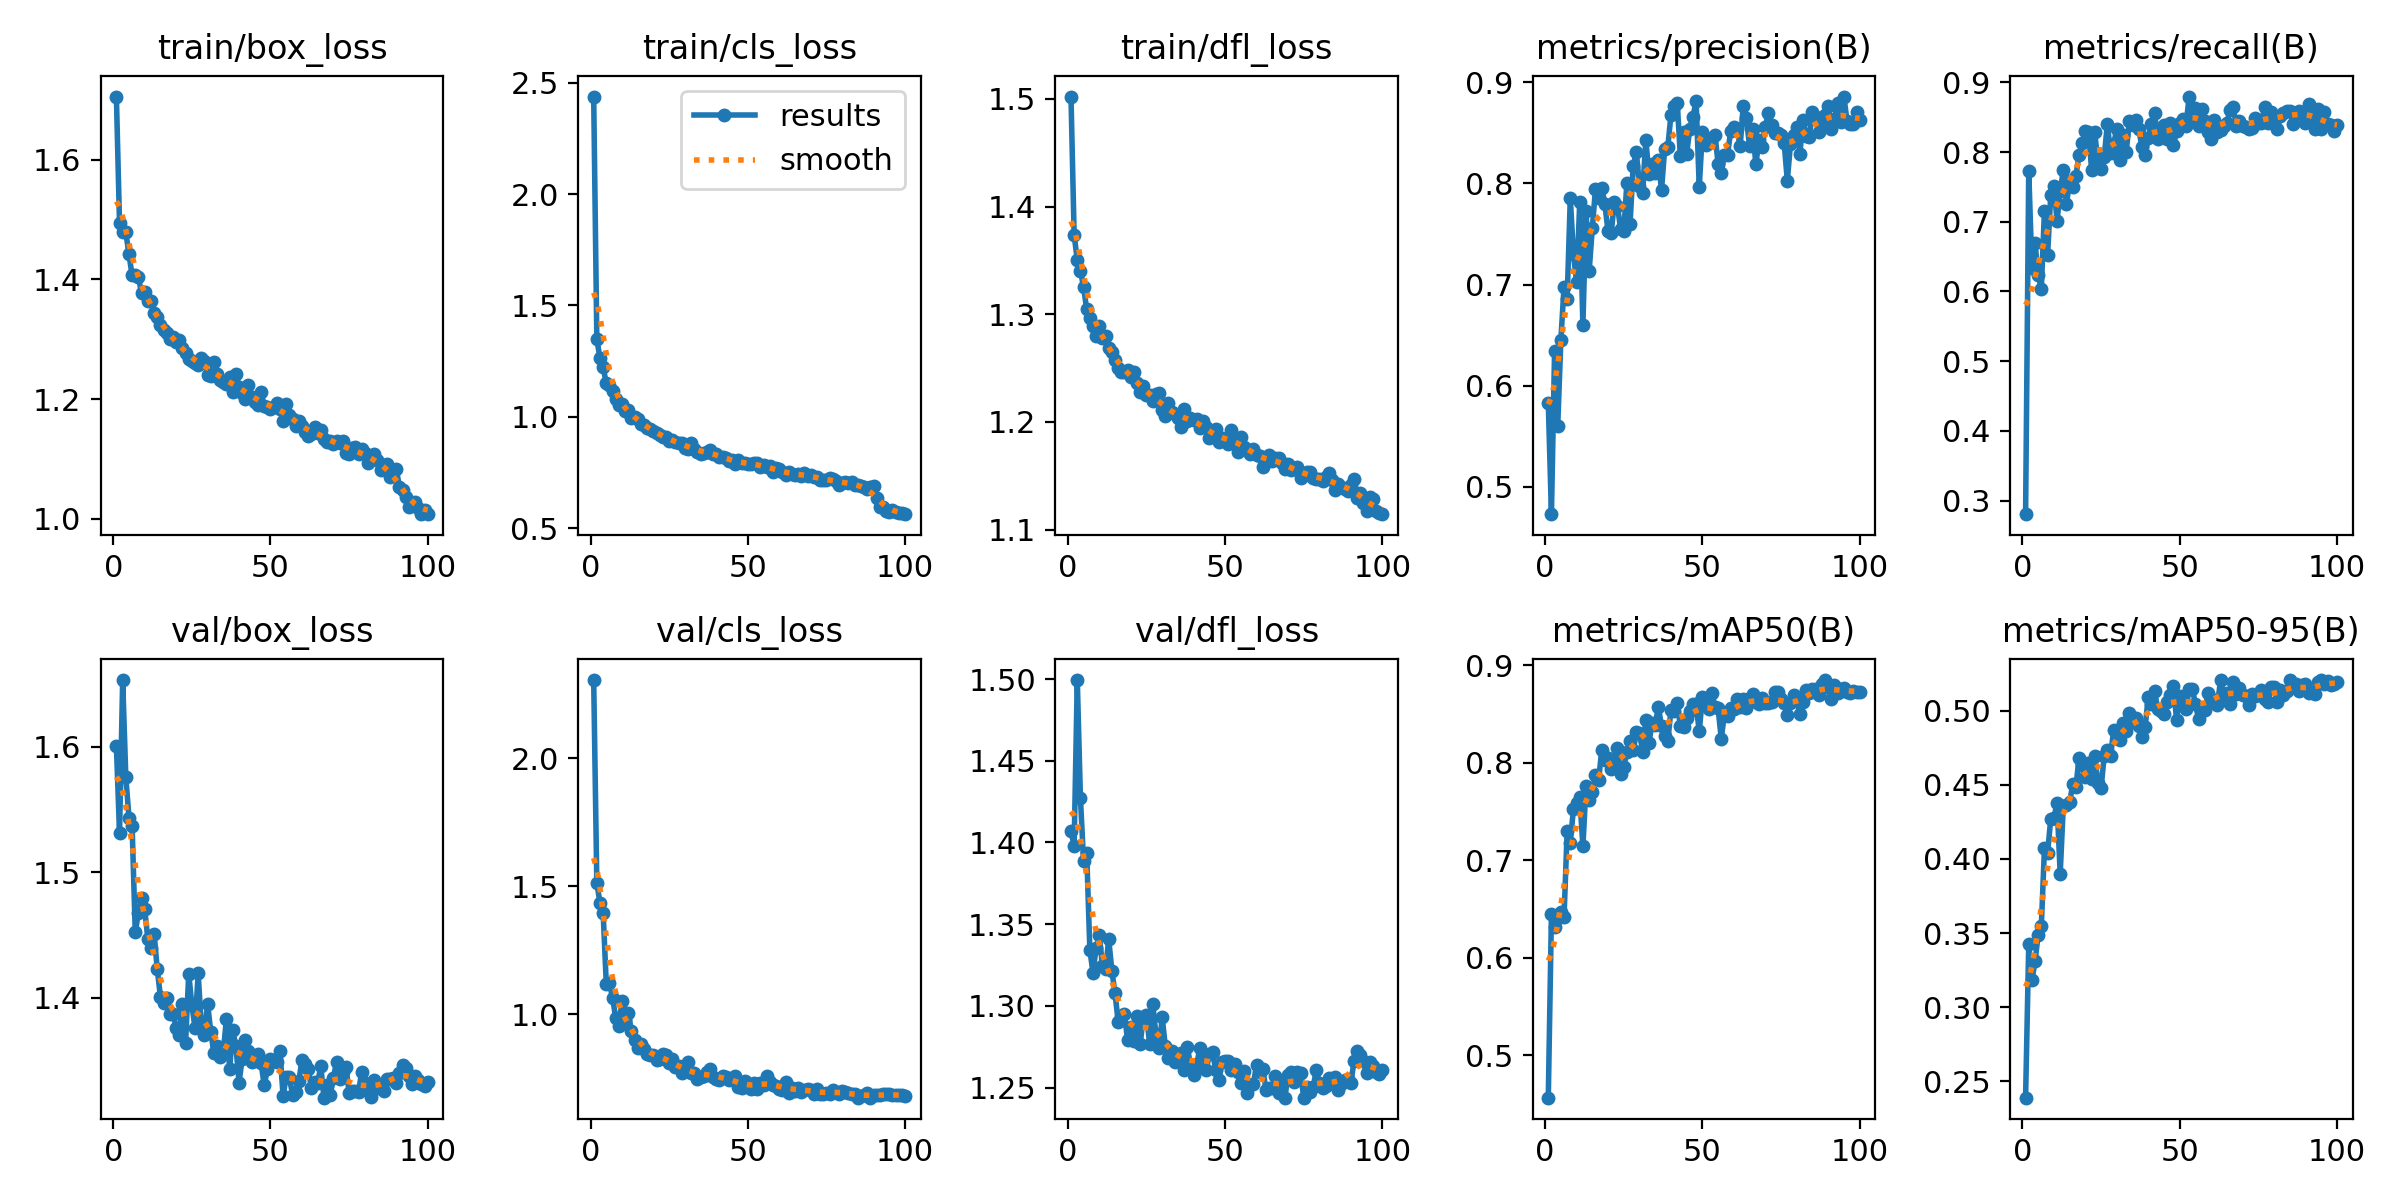 train/box_loss
1.6
1.4
1.2
1.0
0 50 100
train/cls_loss
results
smooth
2.5
2.0
1.5
1.0
0.5
0 50 100
train/dfl_loss
1.5
1.4
1.3
1.2
1.1
0 50 100
metrics/precision(B)
0.9
0.8
0.7
0.6
0.5
0 50 100
metrics/recall(B)
0.9
0.8
0.7
0.6
0.5
0.4
0.3
0 50 100
val/box_loss
1.6
1.5
1.4
0 50 100
val/cls_loss
2.0
1.5
1.0
0 50 100
val/dfl_loss
1.50
1.45
1.40
1.35
1.30
1.25
0 50 100
metrics/mAP50(B)
0.9
0.8
0.7
0.6
0.5
0 50 100
metrics/mAP50-95(B)
0.50
0.45
0.40
0.35
0.30
0.25
0 50 100